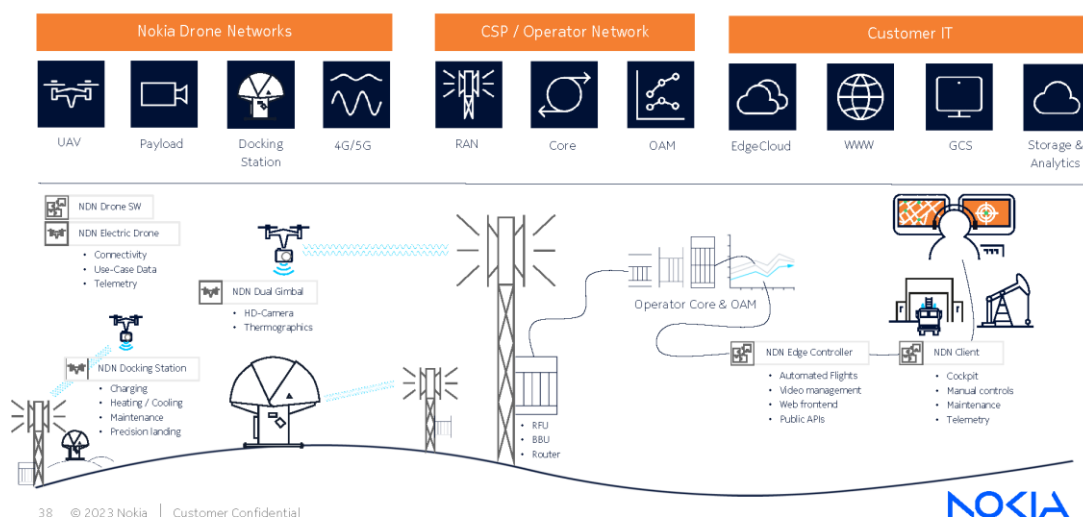 Nokia Drone Networks
CSP / Operator Network
Customer IT
UAV
Payload
Docking
Station
4G/5G
RAN
Core
OAM
EdgeCloud
WWW
GCS
Storage &
Analytics
NDN Drone SW
NDN Electric Drone
• Connectivity
• Use-Case Data
• Telemetry
NDN Dual Gimbal
• HD-Camera
• Thermographics
NDN Docking Station
• Charging
• Heating / Cooling
• Maintenance
• Precision landing
• RFU
• BBU
• Router
Operator Core & OAM
NDN Edge Controller
• Automated Flights
• Video management
• Web frontend
• Public APIs
NDN Client
• Cockpit
• Manual controls
• Maintenance
• Telemetry
38 © 2023 Nokia | Customer Confidential
NOKIA